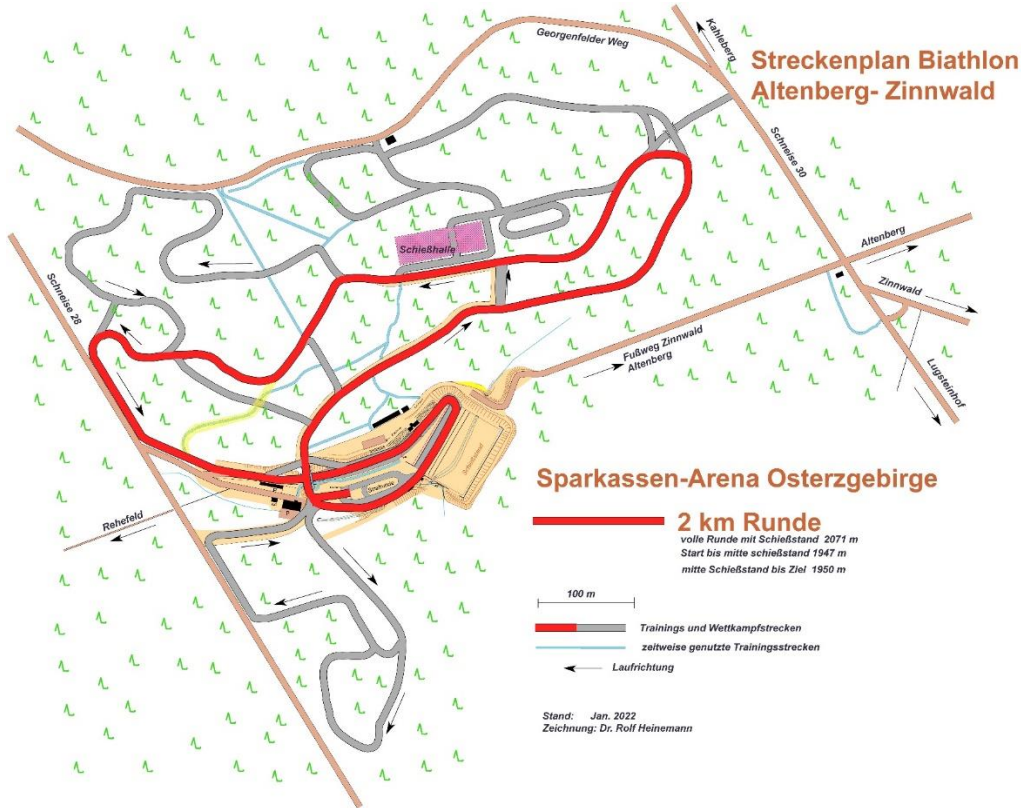 Georgenfelder Weg
Kahleberg
Streckenplan Biathlon
Altenberg- Zinnwald
Schneise 30
Schießhalle
Altenberg
Zinnwald
Schneise 28
Fußweg Zinnwald
Altenberg
Lugsteinhof
Strafrunde
Rehefeld
P
Sparkassen-Arena Osterzgebirge
2 km Runde
volle Runde mit Schießstand 2071 m
Start bis mitte schießstand 1947 m
mitte Schießstand bis Ziel 1950 m
100 m
Trainings und Wettkampfstrecken
zeitweise genutzte Trainingsstrecken
Laufrichtung
Stand: Jan. 2022
Zeichnung: Dr. Rolf Heinemann